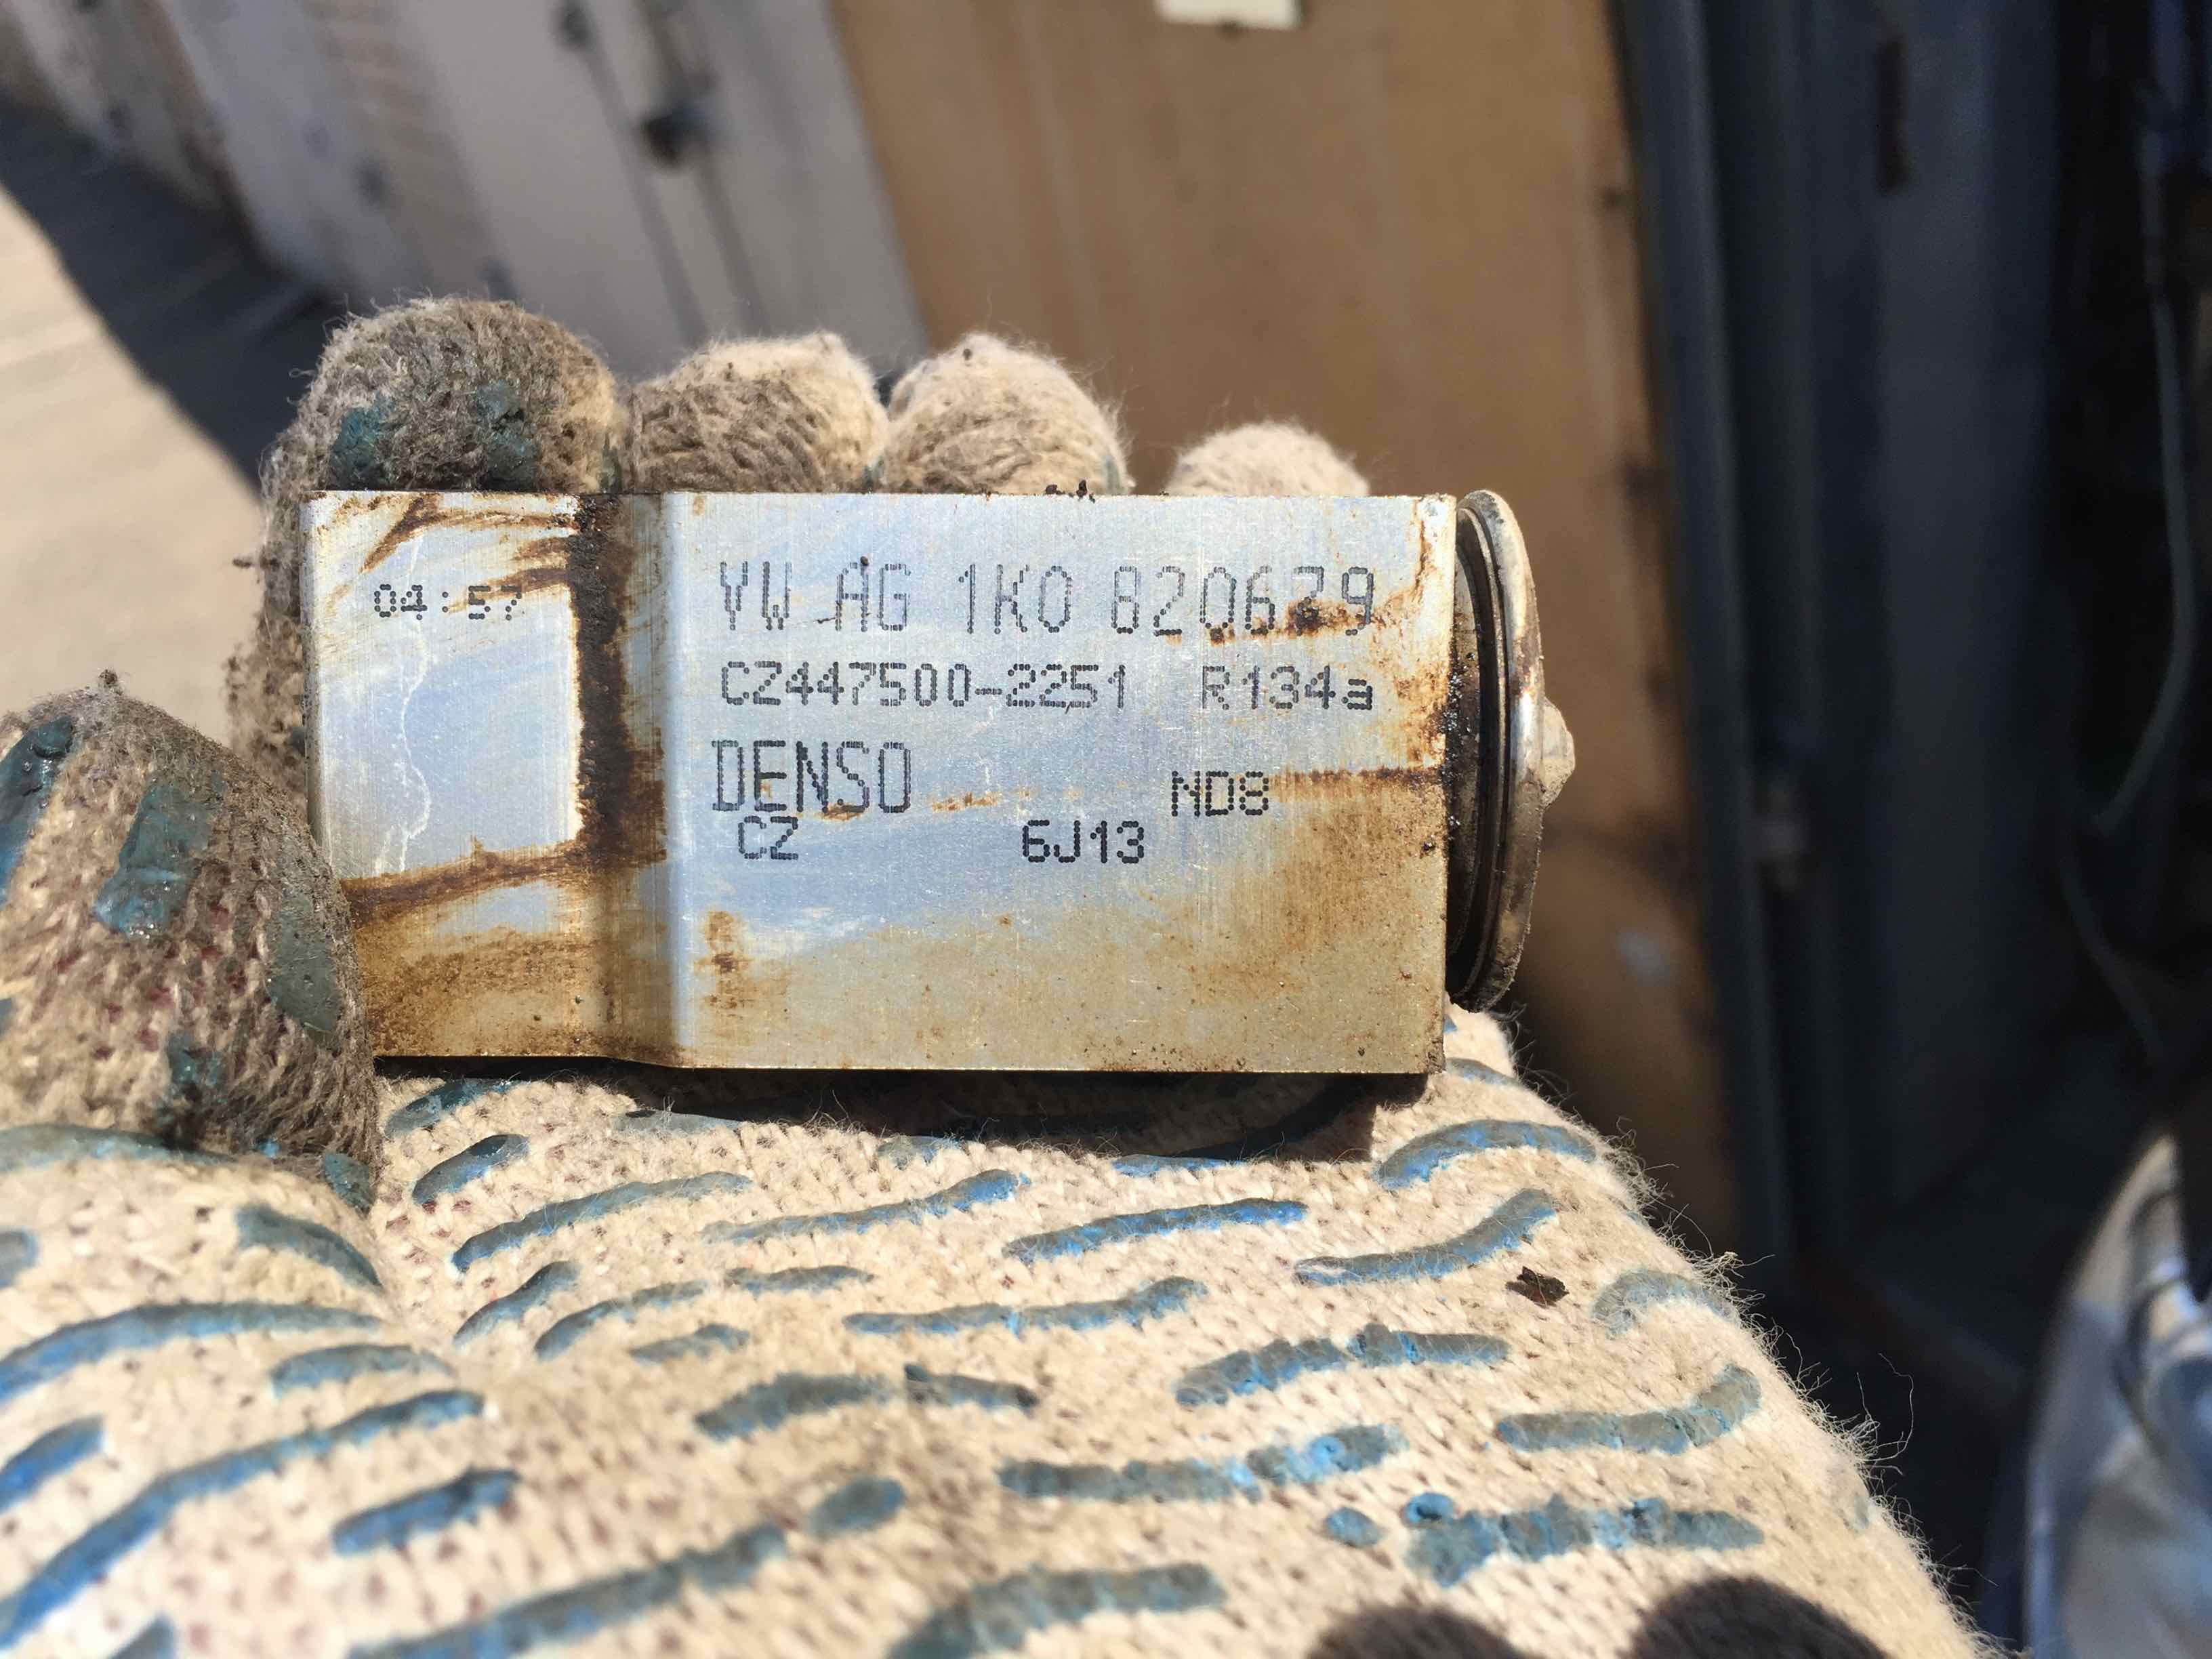 04:57
VW AG 1K0 820679
CZ447500-2251 R134a
DENSO ND8
CZ 6J13